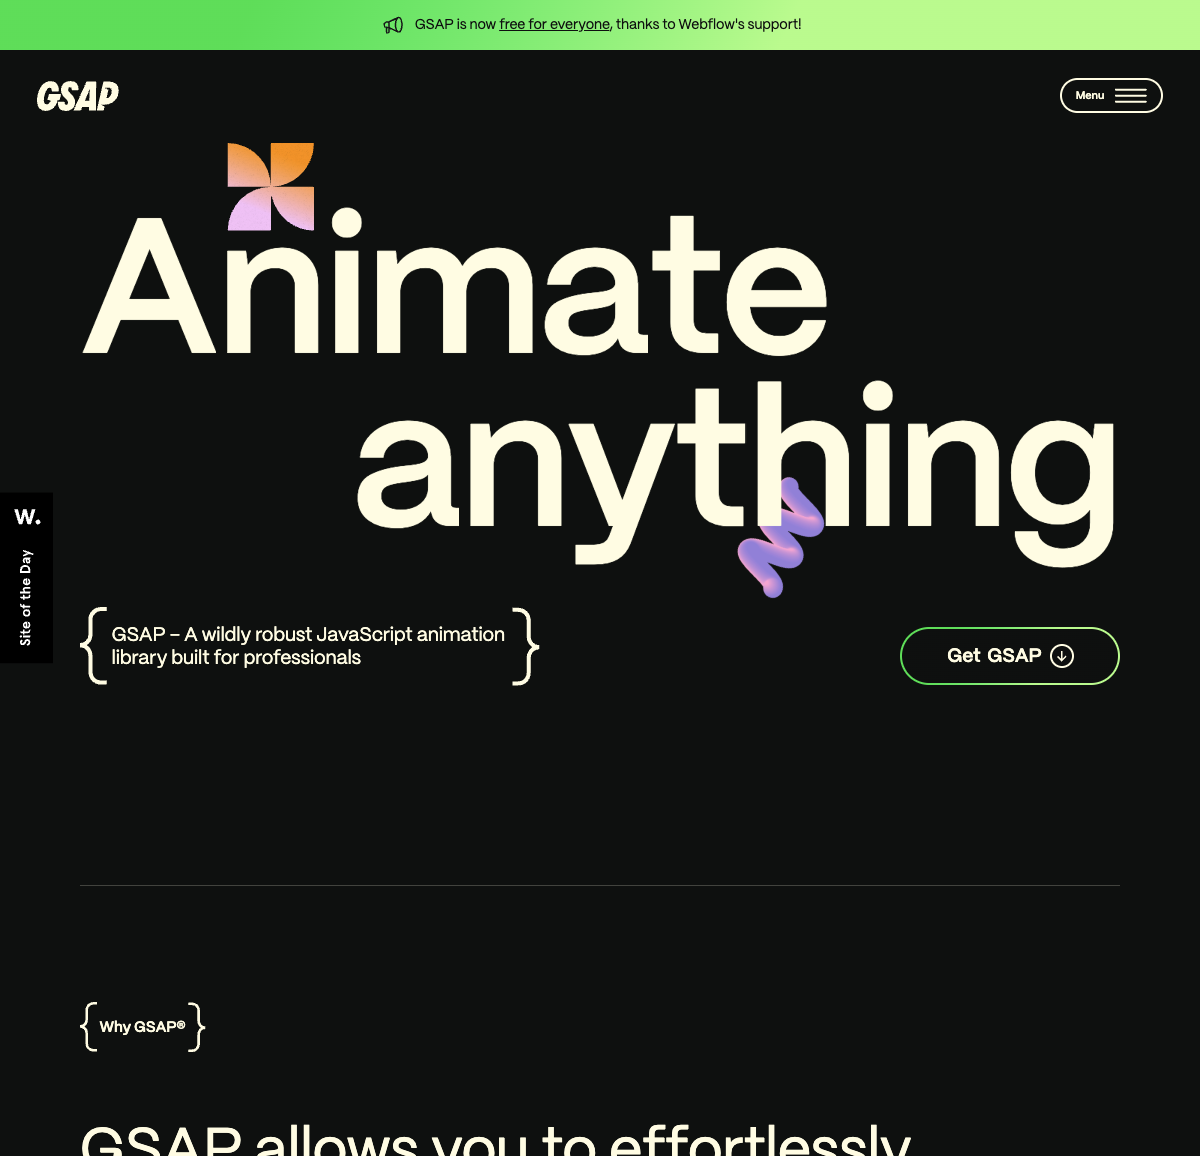 GSAP is now free for everyone, thanks to Webflow's support!
GSAP
Menu
Animate
anything
W.
Site of the Day
GSAP – A wildly robust JavaScript animation
library built for professionals
Get GSAP
Why GSAP®
GSAP allows you to effortlessly